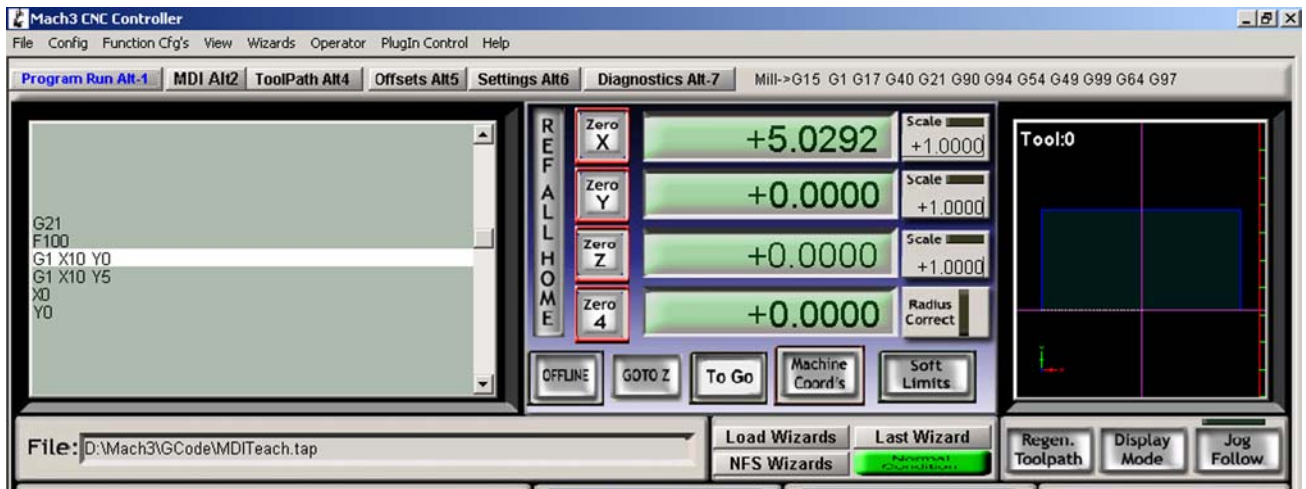 Mach3 CNC Controller
File Config Function Cfg's View Wizards Operator PlugIn Control Help
Program Run Alt-1 MDI Alt2 ToolPath Alt4 Offsets Alt5 Settings Alt6 Diagnostics Alt-7 Mill->G15 G1 G17 G40 G21 G90 G94 G54 G49 G99 G64 G97
G21
F100
G1 X10 Y0
G1 X10 Y5
X0
Y0
REF ALL HOME
Zero X +5.0292 Scale +1.0000
Zero Y +0.0000 Scale +1.0000
Zero Z +0.0000 Scale +1.0000
Zero 4 +0.0000 Radius Correct
OFFLINE GOTO Z To Go Machine Coord's Soft Limits
Tool:0
File: D:\Mach3\GCode\MDITeach.tap
Load Wizards Last Wizard
NFS Wizards Normal Condition
Regen. Toolpath Display Mode Jog Follow